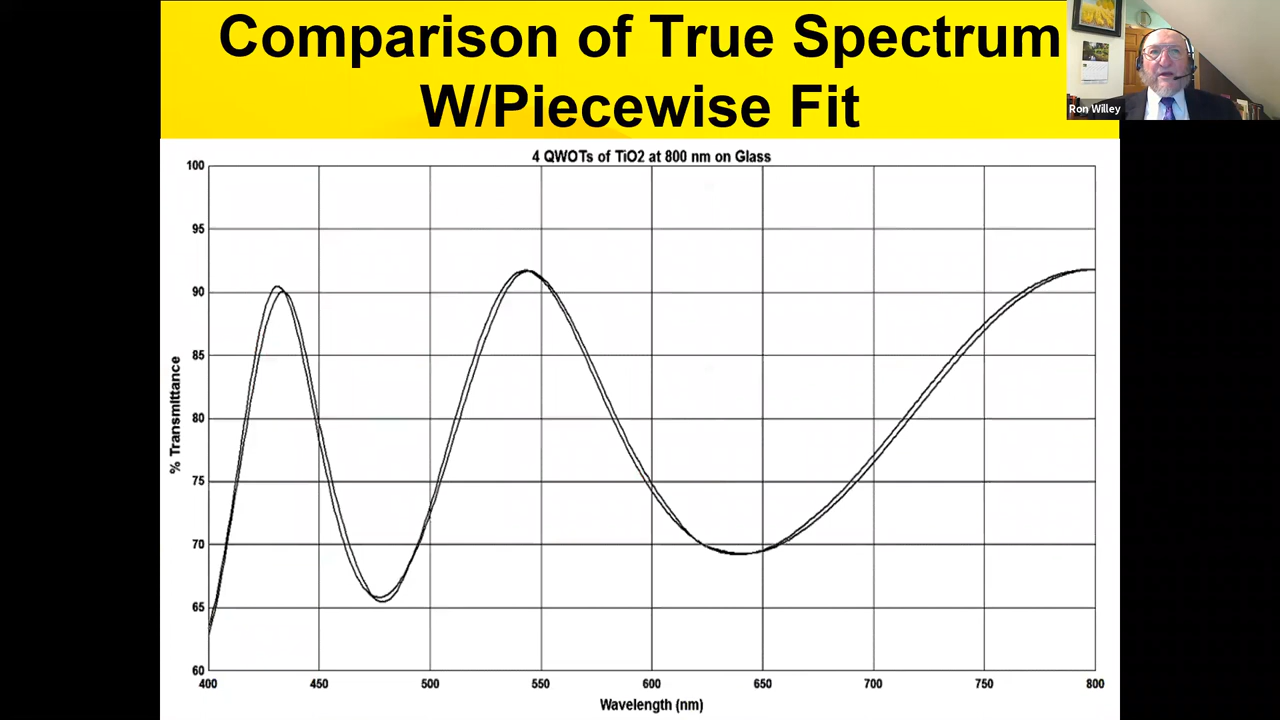 Comparison of True Spectrum
W/Piecewise Fit
Ron Willey
4 QWOTs of TiO2 at 800 nm on Glass
% Transmittance
100
95
90
85
80
75
70
65
60
400 450 500 550 600 650 700 750 800
Wavelength (nm)